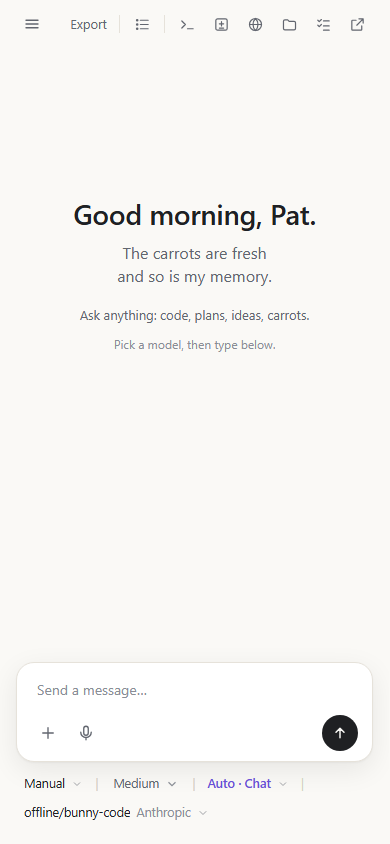 Export
Good morning, Pat.
The carrots are fresh
and so is my memory.
Ask anything: code, plans, ideas, carrots.
Pick a model, then type below.
Send a message...
Manual Medium Auto · Chat
offline/bunny-code Anthropic